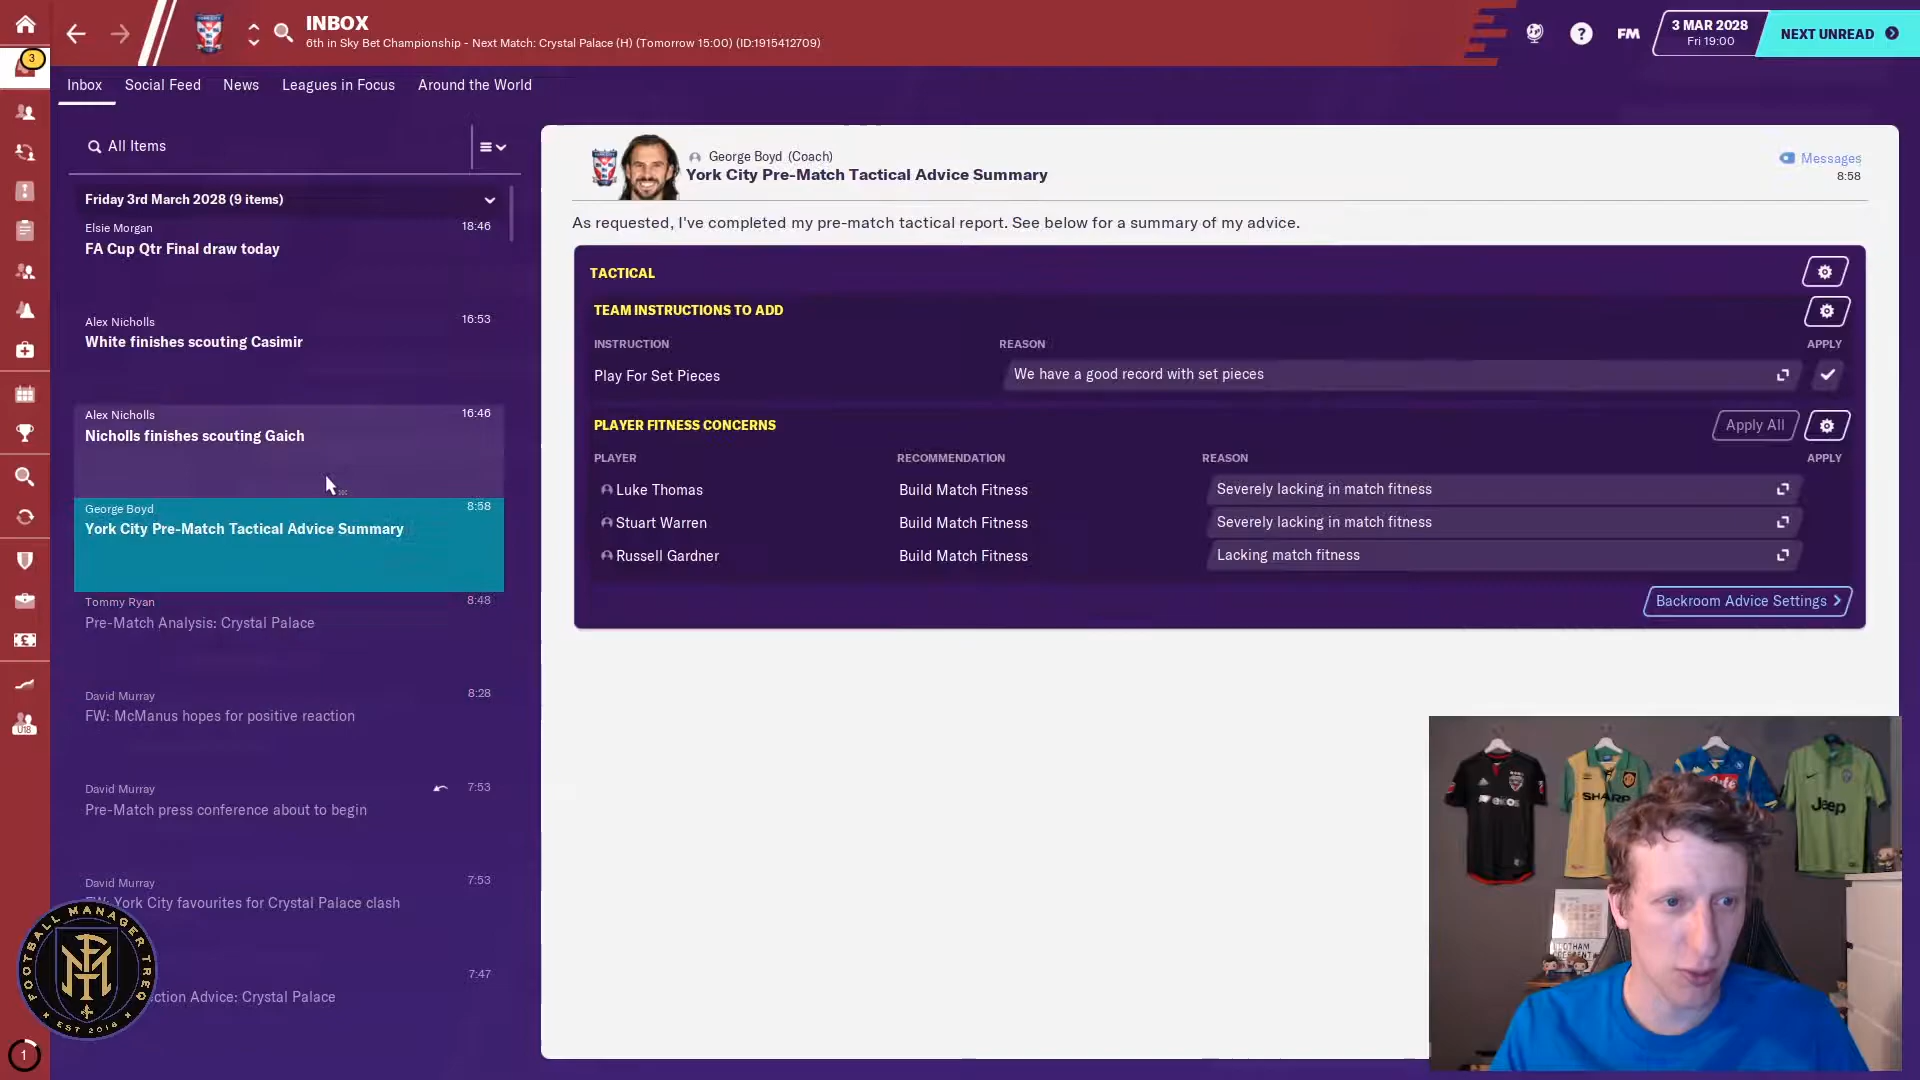 INBOX
6th in Sky Bet Championship - Next Match: Crystal Palace (H) (Tomorrow 15:00) (ID:1915412709)
FM
3 MAR 2028
Fri 19:00
NEXT UNREAD
3
Inbox
Social Feed
News
Leagues in Focus
Around the World
All Items
Friday 3rd March 2028 (9 items)
Elsie Morgan
18:46
FA Cup Qtr Final draw today
Alex Nicholls
16:53
White finishes scouting Casimir
Alex Nicholls
16:46
Nicholls finishes scouting Gaich
George Boyd
8:58
York City Pre-Match Tactical Advice Summary
Tommy Ryan
8:48
Pre-Match Analysis: Crystal Palace
David Murray
8:28
FW: McManus hopes for positive reaction
David Murray
7:53
Pre-Match press conference about to begin
David Murray
7:53
York City favourites for Crystal Palace clash
7:47
ction Advice: Crystal Palace
U18
1
FOOTBALL MANAGER TREQ
EST 2018
George Boyd (Coach)
York City Pre-Match Tactical Advice Summary
Messages
8:58
As requested, I've completed my pre-match tactical report. See below for a summary of my advice.
TACTICAL
TEAM INSTRUCTIONS TO ADD
INSTRUCTION REASON APPLY
Play For Set Pieces We have a good record with set pieces
PLAYER FITNESS CONCERNS
Apply All
PLAYER RECOMMENDATION REASON APPLY
Luke Thomas Build Match Fitness Severely lacking in match fitness
Stuart Warren Build Match Fitness Severely lacking in match fitness
Russell Gardner Build Match Fitness Lacking match fitness
Backroom Advice Settings
SHARP
Jeep